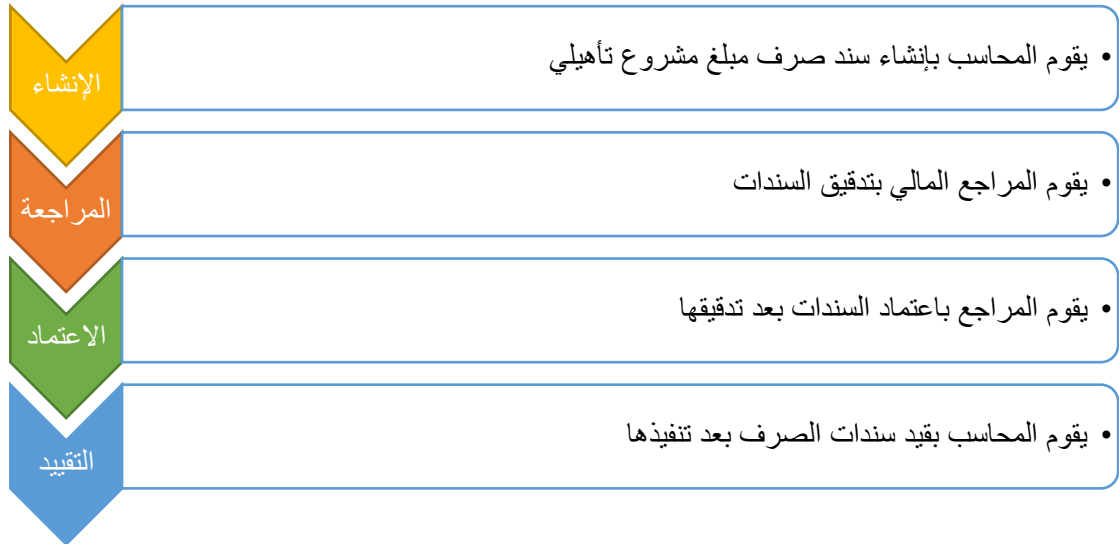 الإنشاء
• يقوم المحاسب بإنشاء سند صرف مبلغ مشروع تأهيلي
المراجعة
• يقوم المراجع المالي بتدقيق السندات
الاعتماد
• يقوم المراجع باعتماد السندات بعد تدقيقها
التقييد
• يقوم المحاسب بقيد سندات الصرف بعد تنفيذها